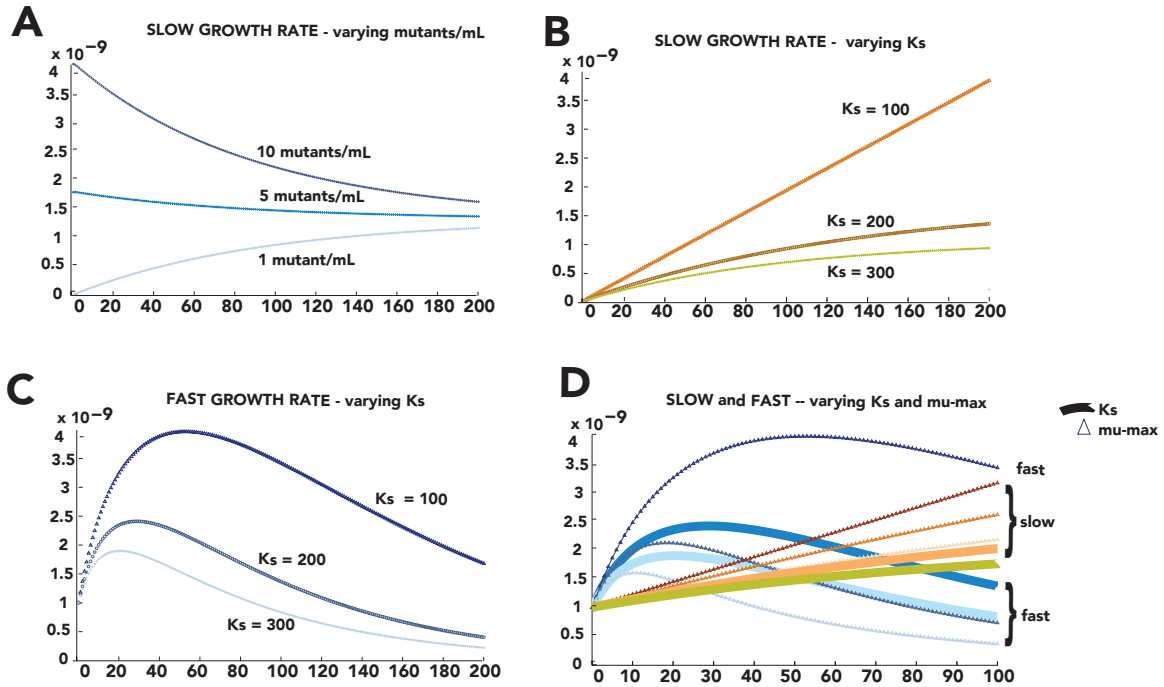 A
SLOW GROWTH RATE - varying mutants/mL
x 10⁻⁹
4
3.5
3
2.5
2
1.5
1
0.5
0
10 mutants/mL
5 mutants/mL
1 mutant/mL
0 20 40 60 80 100 120 140 160 180 200
B
SLOW GROWTH RATE - varying Ks
x 10⁻⁹
4
3.5
3
2.5
2
1.5
1
0.5
0
Ks = 100
Ks = 200
Ks = 300
0 20 40 60 80 100 120 140 160 180 200
C
FAST GROWTH RATE - varying Ks
x 10⁻⁹
4
3.5
3
2.5
2
1.5
1
0.5
0
Ks = 100
Ks = 200
Ks = 300
0 20 40 60 80 100 120 140 160 180 200
D
SLOW and FAST -- varying Ks and mu-max
x 10⁻⁹
4
3.5
3
2.5
2
1.5
1
0.5
0
Ks
mu-max
fast
slow
fast
0 10 20 30 40 50 60 70 80 90 100